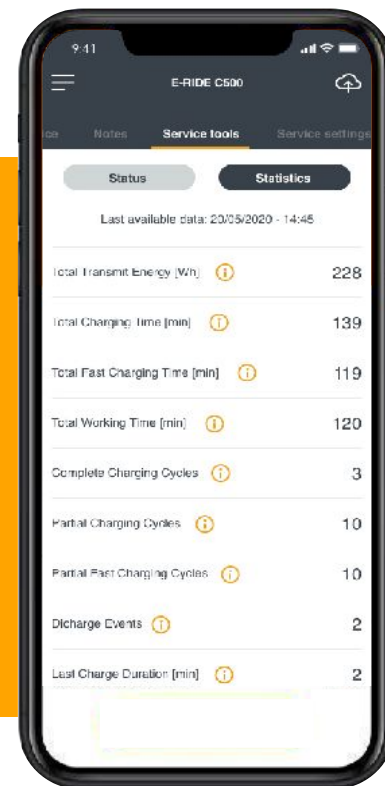 9:41
E-RIDE C500
ice Notes Service tools Service settings
Status Statistics
Last available data: 20/05/2020 - 14:45
Total Transmit Energy [Wh] 228
Total Charging Time [min] 139
Total Fast Charging Time [min] 119
Total Working Time [min] 120
Complete Charging Cycles 3
Partial Charging Cycles 10
Partial Fast Charging Cycles 10
Dicharge Events 2
Last Charge Duration [min] 2